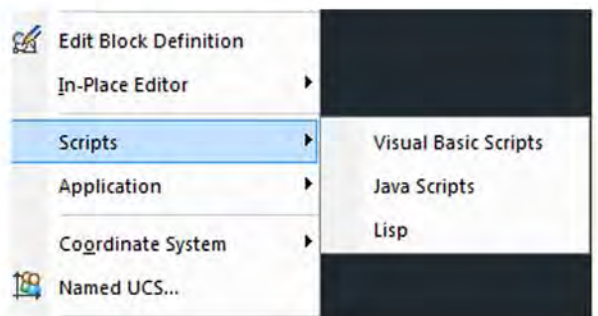 Edit Block Definition
In-Place Editor
Scripts
Application
Coordinate System
Named UCS...
Visual Basic Scripts
Java Scripts
Lisp